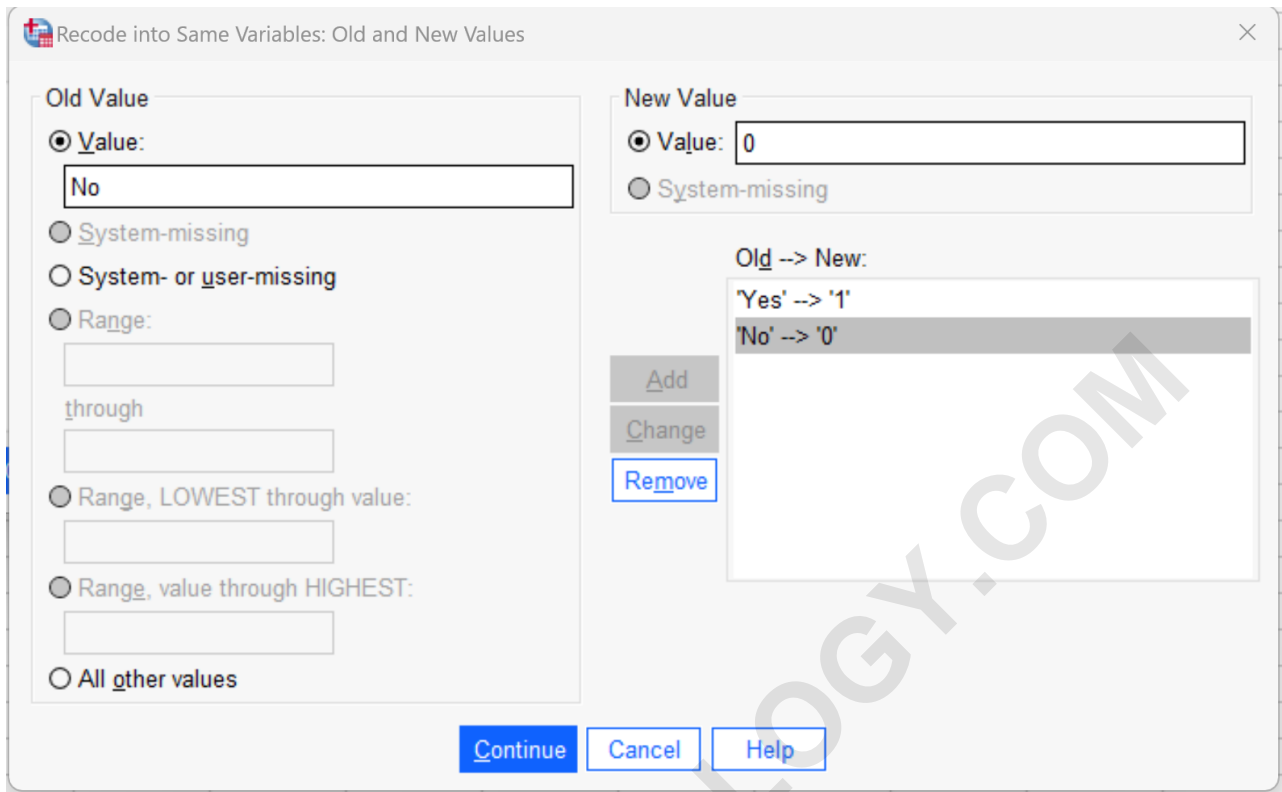 Recode into Same Variables: Old and New Values
Old Value
Value:
No
System-missing
System- or user-missing
Range:
through
Range, LOWEST through value:
Range, value through HIGHEST:
All other values
New Value
Value: 0
System-missing
Old --> New:
'Yes' --> '1'
'No' --> '0'
Add
Change
Remove
Continue Cancel Help
LOGY.COM